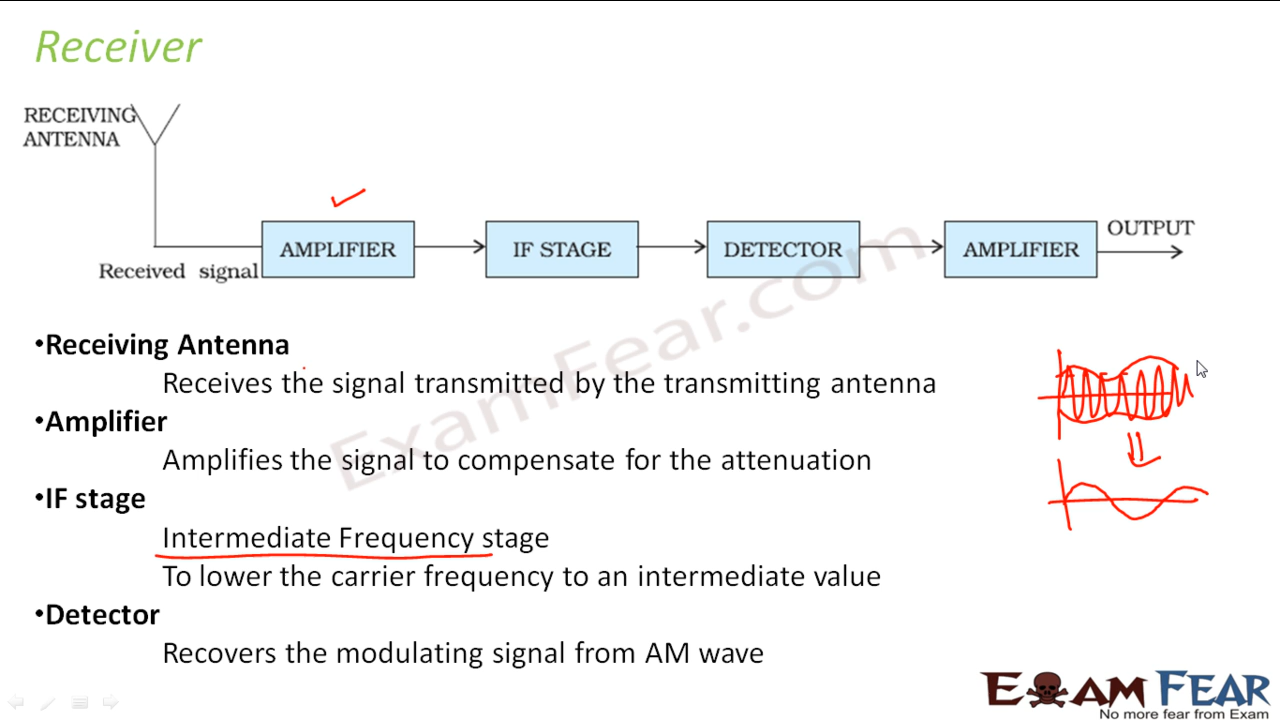 Receiver
RECEIVING
ANTENNA
Received signal
AMPLIFIER
IF STAGE
DETECTOR
AMPLIFIER
OUTPUT
ExamFear.com
•Receiving Antenna
Receives the signal transmitted by the transmitting antenna
•Amplifier
Amplifies the signal to compensate for the attenuation
•IF stage
Intermediate Frequency stage
To lower the carrier frequency to an intermediate value
•Detector
Recovers the modulating signal from AM wave
EXAM FEAR
No more fear from Exam